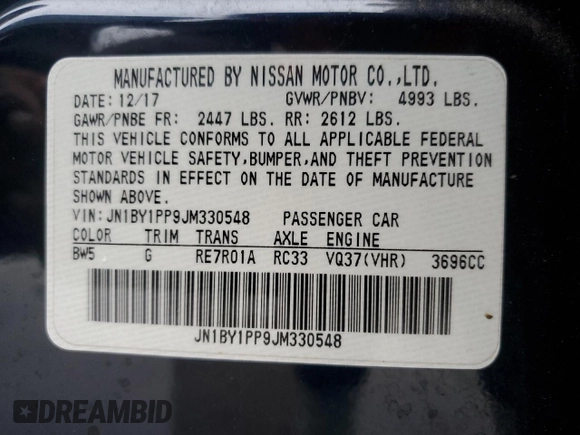 MANUFACTURED BY NISSAN MOTOR CO.,LTD.
DATE: 12/17 GVWR/PNBV: 4993 LBS.
GAWR/PNBE FR: 2447 LBS. RR: 2612 LBS.
THIS VEHICLE CONFORMS TO ALL APPLICABLE FEDERAL
MOTOR VEHICLE SAFETY,BUMPER,AND THEFT PREVENTION
STANDARDS IN EFFECT ON THE DATE OF MANUFACTURE
SHOWN ABOVE.
VIN:JN1BY1PP9JM330548 PASSENGER CAR
COLOR TRIM TRANS AXLE ENGINE
BW5 G RE7R01A RC33 VQ37(VHR) 3696CC
JN1BY1PP9JM330548
DREAMBID